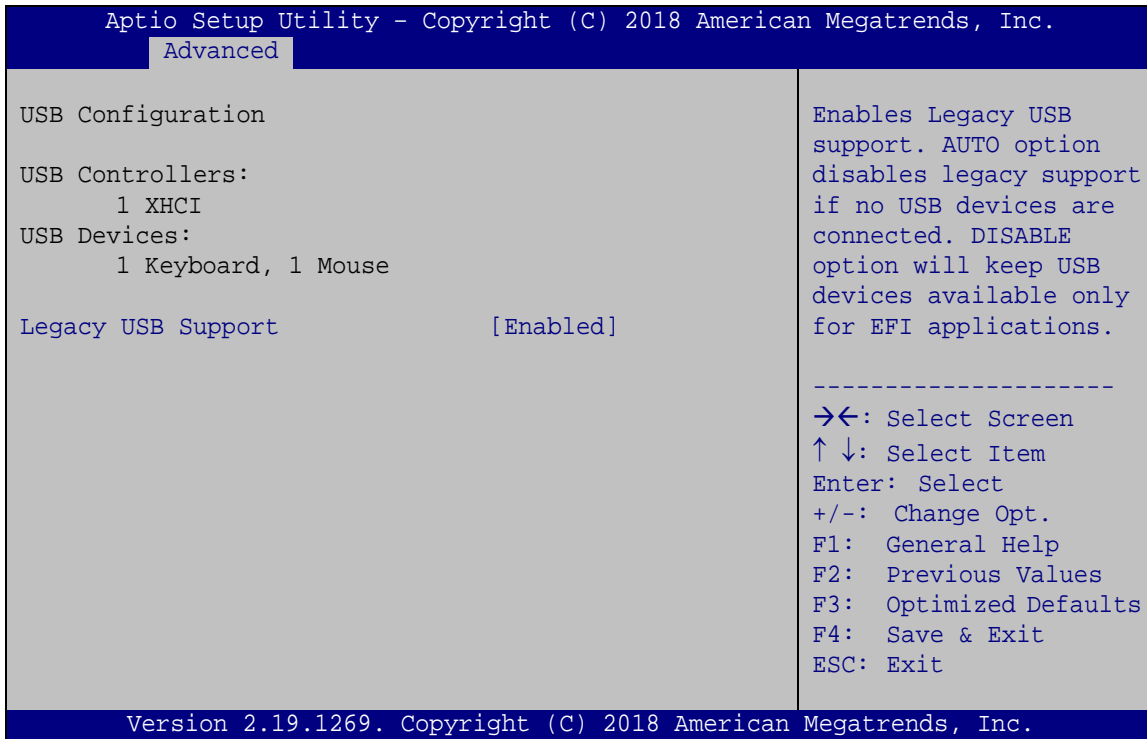 Aptio Setup Utility – Copyright (C) 2018 American Megatrends, Inc.
Advanced
USB Configuration
USB Controllers:
1 XHCI
USB Devices:
1 Keyboard, 1 Mouse
Legacy USB Support [Enabled]
Enables Legacy USB
support. AUTO option
disables legacy support
if no USB devices are
connected. DISABLE
option will keep USB
devices available only
for EFI applications.
---------------------
→←: Select Screen
↑ ↓: Select Item
Enter: Select
+/-: Change Opt.
F1: General Help
F2: Previous Values
F3: Optimized Defaults
F4: Save & Exit
ESC: Exit
Version 2.19.1269. Copyright (C) 2018 American Megatrends, Inc.